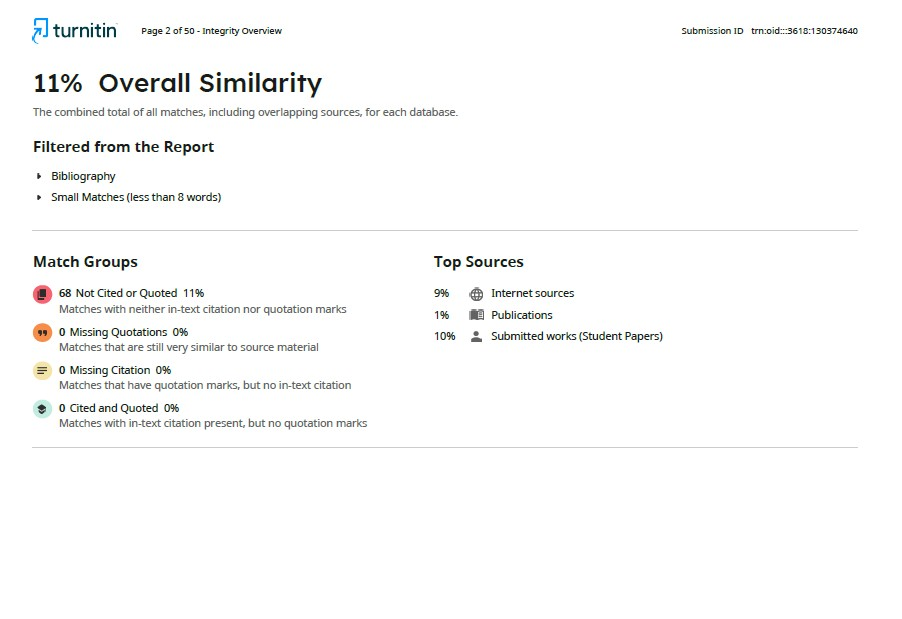 turnitin Page 2 of 50 - Integrity Overview Submission ID trn:oid:::3618:130374640
11% Overall Similarity
The combined total of all matches, including overlapping sources, for each database.
Filtered from the Report
Bibliography
Small Matches (less than 8 words)
Match Groups
68 Not Cited or Quoted 11%
Matches with neither in-text citation nor quotation marks
0 Missing Quotations 0%
Matches that are still very similar to source material
0 Missing Citation 0%
Matches that have quotation marks, but no in-text citation
0 Cited and Quoted 0%
Matches with in-text citation present, but no quotation marks
Top Sources
9% Internet sources
1% Publications
10% Submitted works (Student Papers)